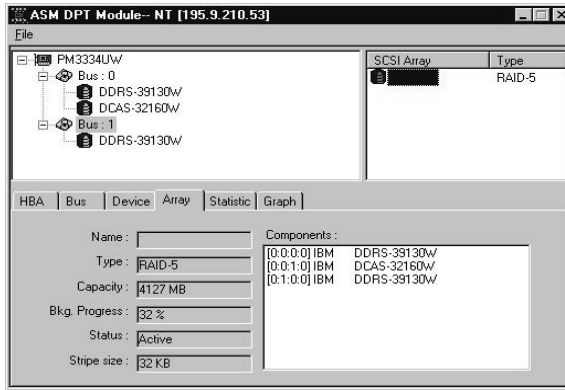 ASM DPT Module-- NT [195.9.210.53]
File
PM3334UW
Bus : 0
DDRS-39130W
DCAS-32160W
Bus : 1
DDRS-39130W
SCSI Array Type
RAID-5
HBA Bus Device Array Statistic Graph
Name :
Type : RAID-5
Capacity : 4127 MB
Bkg. Progress : 32 %
Status : Active
Stripe size : 32 KB
Components :
[0:0:0:0] IBM DDRS-39130W
[0:0:1:0] IBM DCAS-32160W
[0:1:0:0] IBM DDRS-39130W